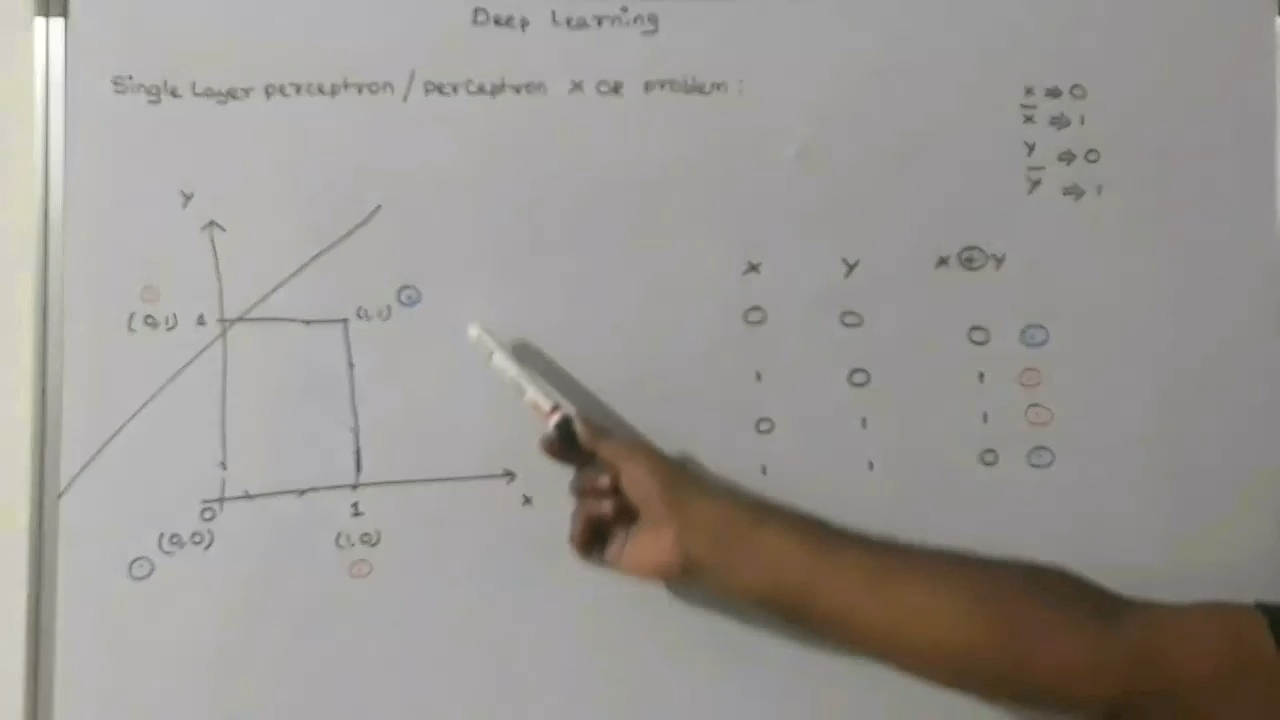 Deep Learning
Single Layer perceptron / perceptron X OR problem :
x ⇒ 0
x̅ ⇒ 1
y ⇒ 0
y̅ ⇒ 1
Y
(0,1) 1
(1,1)
0
1
x
(0,0)
(1,0)
x y x ⊕ y
0 0 0
1 0 1
0 1 1
1 1 0